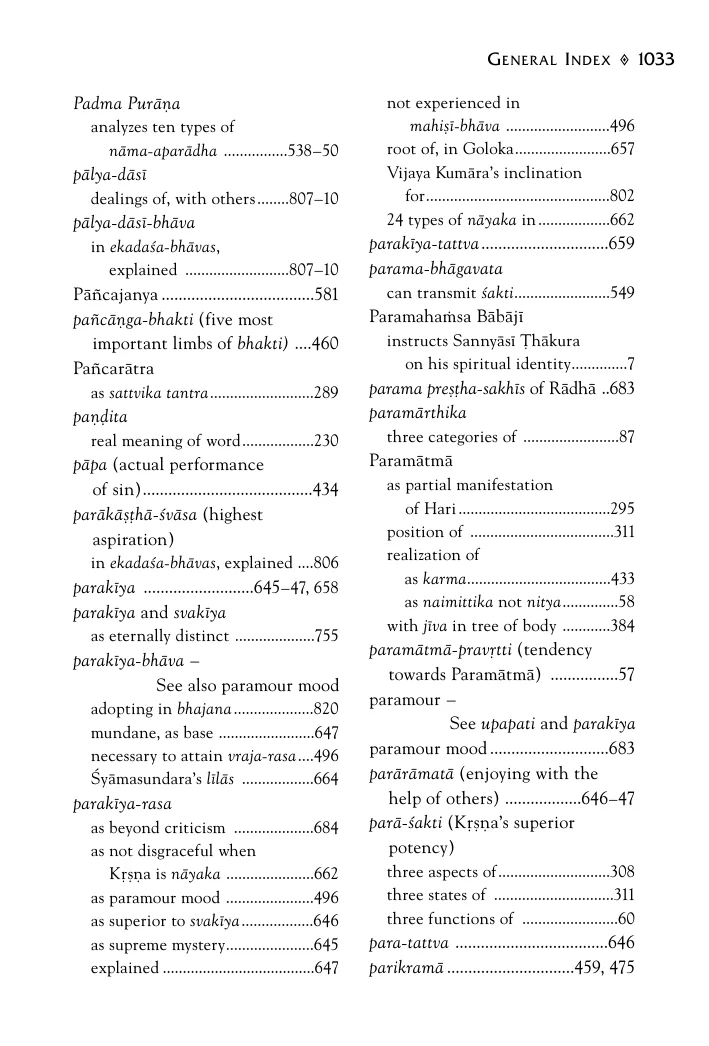 GENERAL INDEX ◈ 1033
Padma Purāṇa
analyzes ten types of
nāma-aparādha ................538–50
pālya-dāsī
dealings of, with others........807–10
pālya-dāsī-bhāva
in ekadaśa-bhāvas,
explained ..........................807–10
Pāñcajanya ....................................581
pañcāṇga-bhakti (five most
important limbs of bhakti) ....460
Pañcarātra
as sattvika tantra..........................289
paṇḍita
real meaning of word..................230
pāpa (actual performance
of sin)........................................434
parākāṣṭhā-śvāsa (highest
aspiration)
in ekadaśa-bhāvas, explained ....806
parakīya ..........................645–47, 658
parakīya and svakīya
as eternally distinct ....................755
parakīya-bhāva –
See also paramour mood
adopting in bhajana....................820
mundane, as base ........................647
necessary to attain vraja-rasa....496
Śyāmasundara's līlās ..................664
parakīya-rasa
as beyond criticism ....................684
as not disgraceful when
Kṛṣṇa is nāyaka ......................662
as paramour mood ......................496
as superior to svakīya..................646
as supreme mystery......................645
explained ......................................647
not experienced in
mahiṣī-bhāva ..........................496
root of, in Goloka........................657
Vijaya Kumāra's inclination
for..............................................802
24 types of nāyaka in..................662
parakīya-tattva..............................659
parama-bhāgavata
can transmit śakti........................549
Paramahaṁsa Bābājī
instructs Sannyāsī Ṭhākura
on his spiritual identity..............7
parama preṣṭha-sakhīs of Rādhā ..683
paramārthika
three categories of ........................87
Paramātmā
as partial manifestation
of Hari......................................295
position of ....................................311
realization of
as karma....................................433
as naimittika not nitya..............58
with jīva in tree of body ............384
paramātmā-pravṛtti (tendency
towards Paramātmā) ................57
paramour –
See upapati and parakīya
paramour mood............................683
parārāmatā (enjoying with the
help of others) ..................646–47
parā-śakti (Kṛṣṇa's superior
potency)
three aspects of............................308
three states of ..............................311
three functions of ........................60
para-tattva ....................................646
parikramā ..............................459, 475